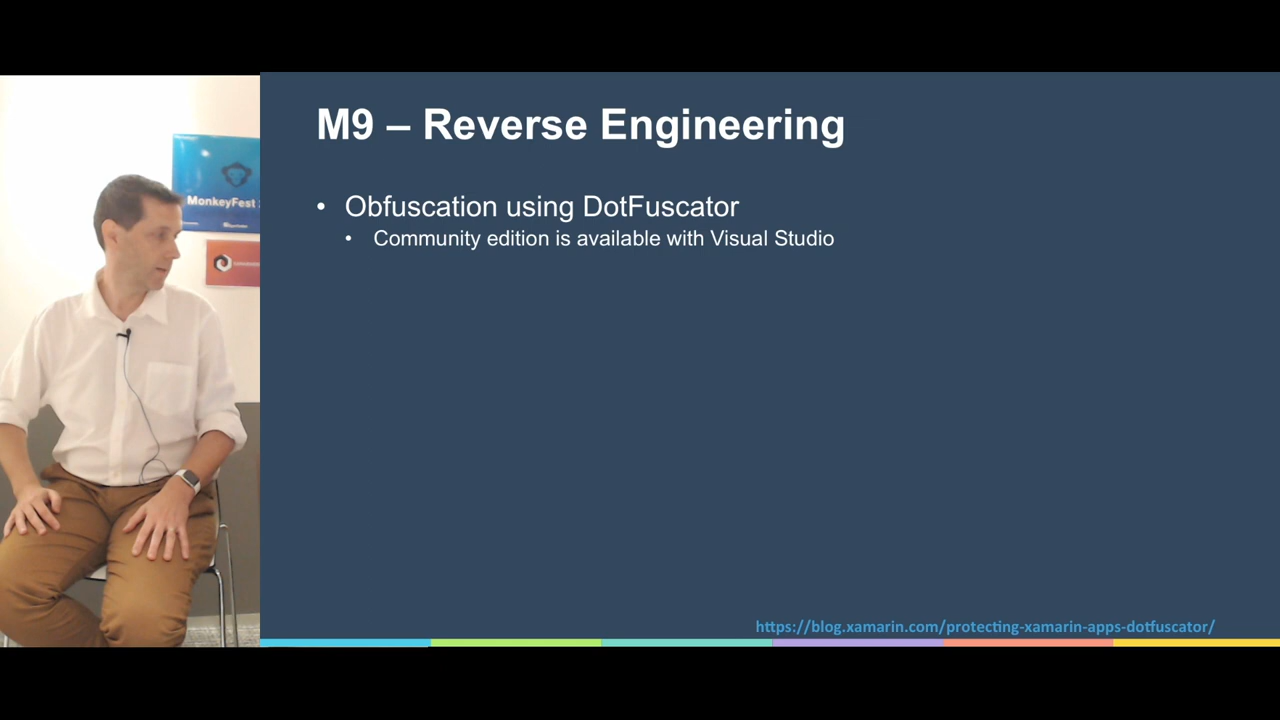 MonkeyFest
M9 – Reverse Engineering
• Obfuscation using DotFuscator
• Community edition is available with Visual Studio
https://blog.xamarin.com/protecting-xamarin-apps-dotfuscator/